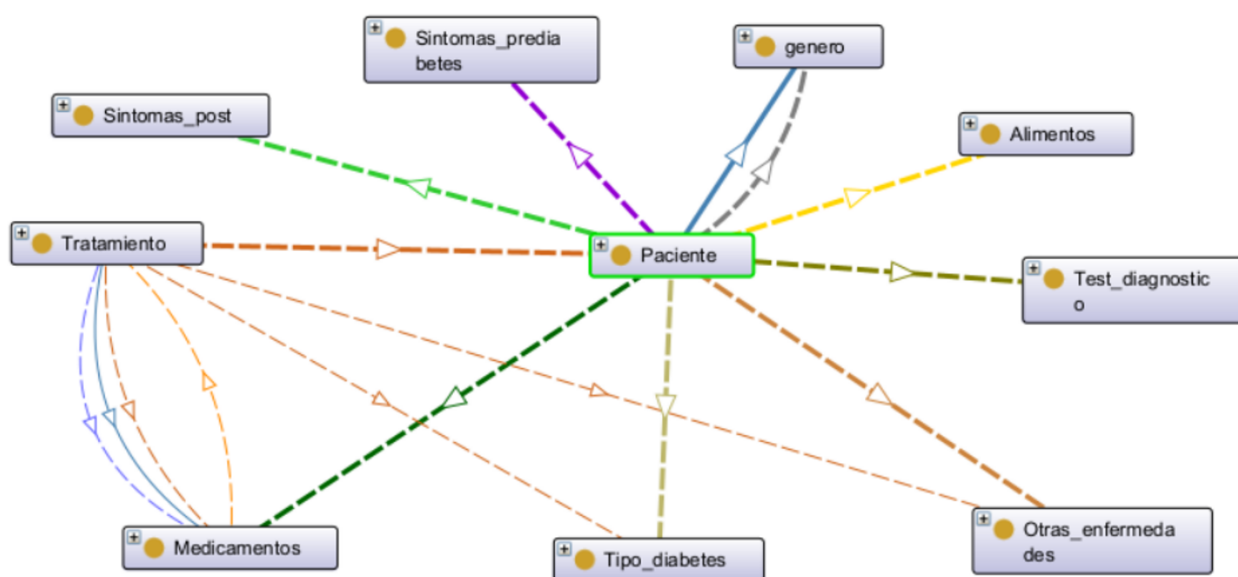 Sintomas_predia
betes
genero
Sintomas_post
Alimentos
Tratamiento
Paciente
Test_diagnostic
o
Medicamentos
Tipo_diabetes
Otras_enfermeda
des